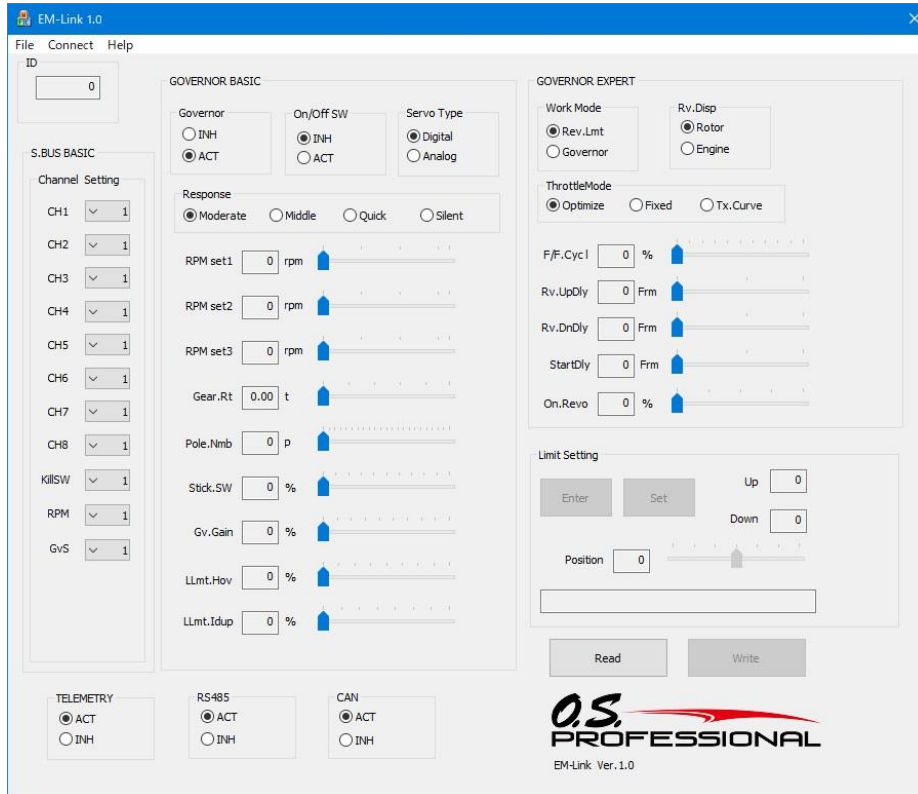 EM-Link 1.0
File Connect Help
ID
0
S.BUS BASIC
Channel Setting
CH1 1
CH2 1
CH3 1
CH4 1
CH5 1
CH6 1
CH7 1
CH8 1
KillSW 1
RPM 1
GvS 1
GOVERNOR BASIC
Governor
INH
ACT
On/Off SW
INH
ACT
Servo Type
Digital
Analog
Response
Moderate Middle Quick Silent
RPM set1 0 rpm
RPM set2 0 rpm
RPM set3 0 rpm
Gear.Rt 0.00 t
Pole.Nmb 0 p
Stick.SW 0 %
Gv.Gain 0 %
LLmt.Hov 0 %
LLmt.Idup 0 %
GOVERNOR EXPERT
Work Mode
Rev.Lmt
Governor
Rv.Disp
Rotor
Engine
ThrottleMode
Optimize Fixed Tx.Curve
F/F.Cycl 0 %
Rv.UpDly 0 Frm
Rv.DnDly 0 Frm
StartDly 0 Frm
On.Revo 0 %
Limit Setting
Enter Set
Up 0
Down 0
Position 0
Read Write
TELEMETRY
ACT
INH
RS485
ACT
INH
CAN
ACT
INH
O.S.
PROFESSIONAL
EM-Link Ver.1.0